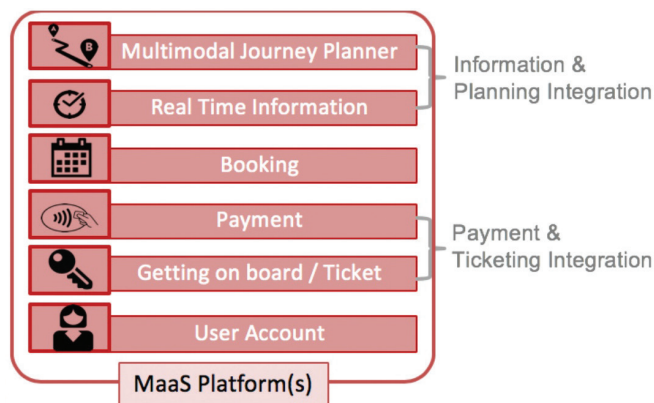 A
B
Multimodal Journey Planner
Real Time Information
Information &
Planning Integration
Booking
Payment
Getting on board / Ticket
Payment &
Ticketing Integration
User Account
MaaS Platform(s)